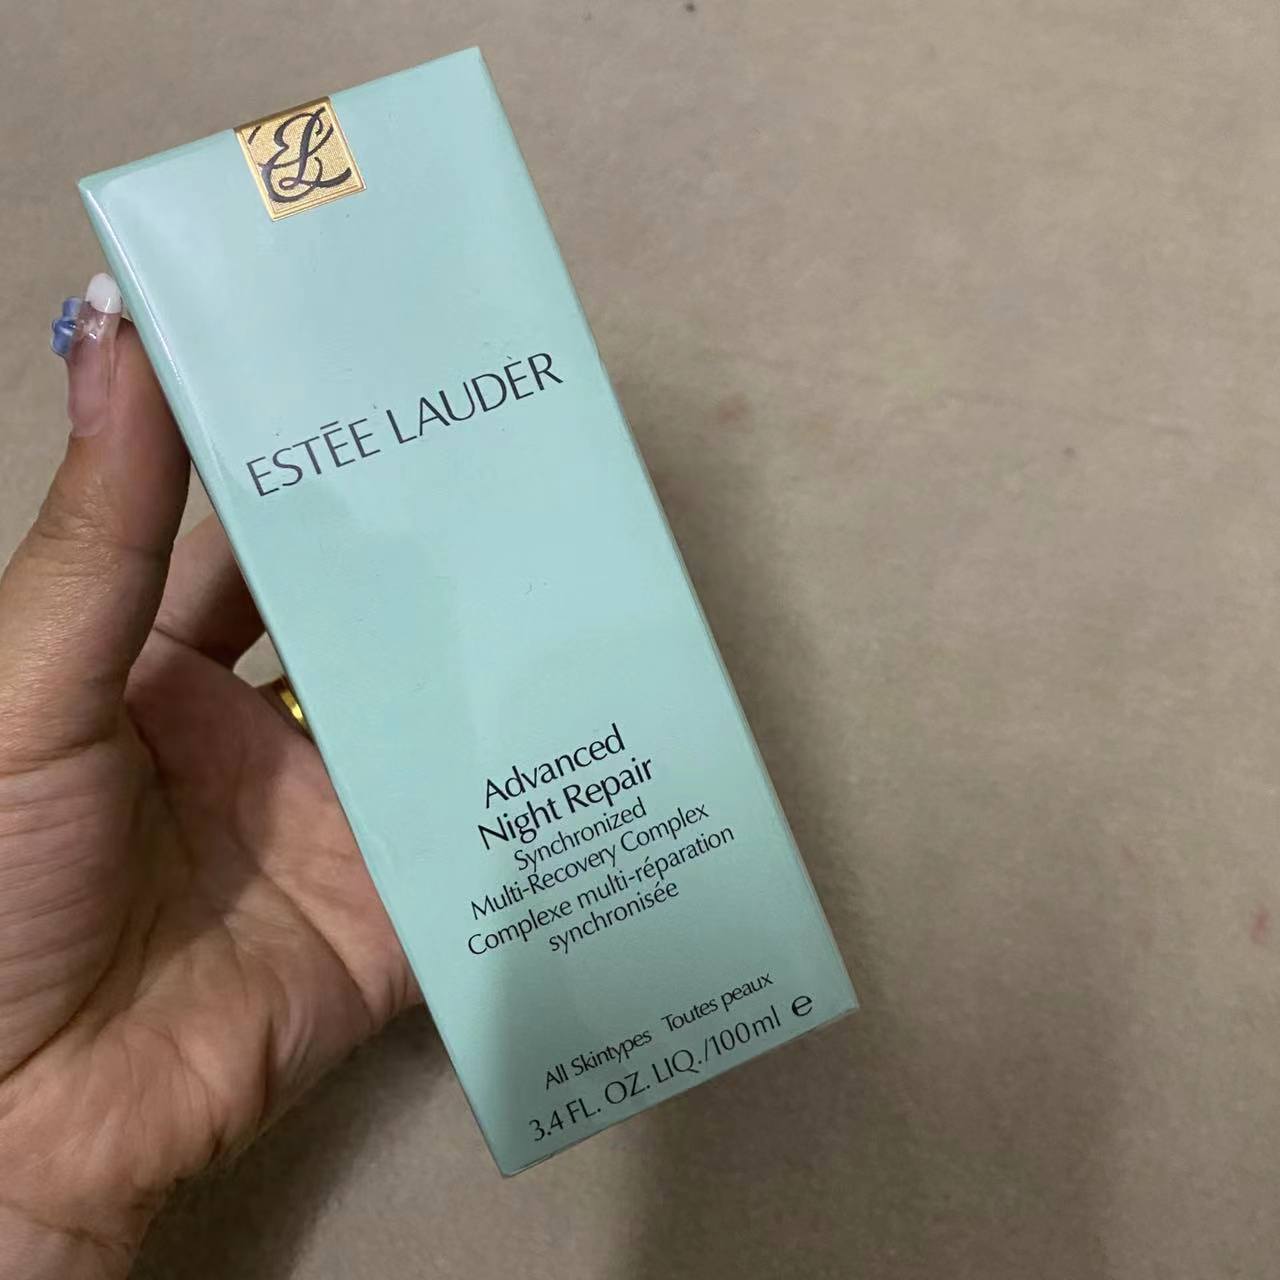 EL
ESTĒE LAUDÈR
Advanced
Night Repair
Synchronized
Multi-Recovery Complex
Complexe multi-réparation
synchronisée
All Skintypes Toutes peaux
3.4 FL. OZ. LIQ./100ml e